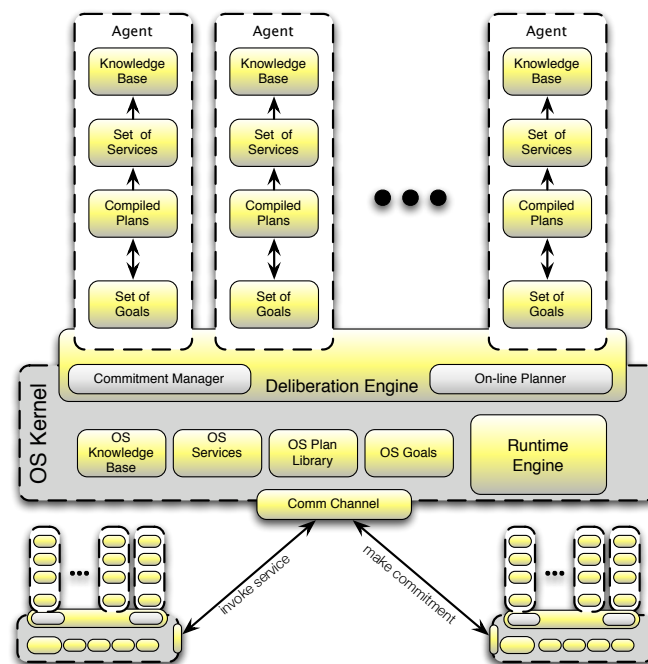 Agent
Agent
Agent
Knowledge
Base
Knowledge
Base
Knowledge
Base
Set of
Services
Set of
Services
Set of
Services
Compiled
Plans
Compiled
Plans
Compiled
Plans
Set of
Goals
Set of
Goals
Set of
Goals
Commitment Manager
Deliberation Engine
On-line Planner
OS Kernel
OS
Knowledge
Base
OS
Services
OS Plan
Library
OS Goals
Runtime
Engine
Comm Channel
invoke service
make commitment